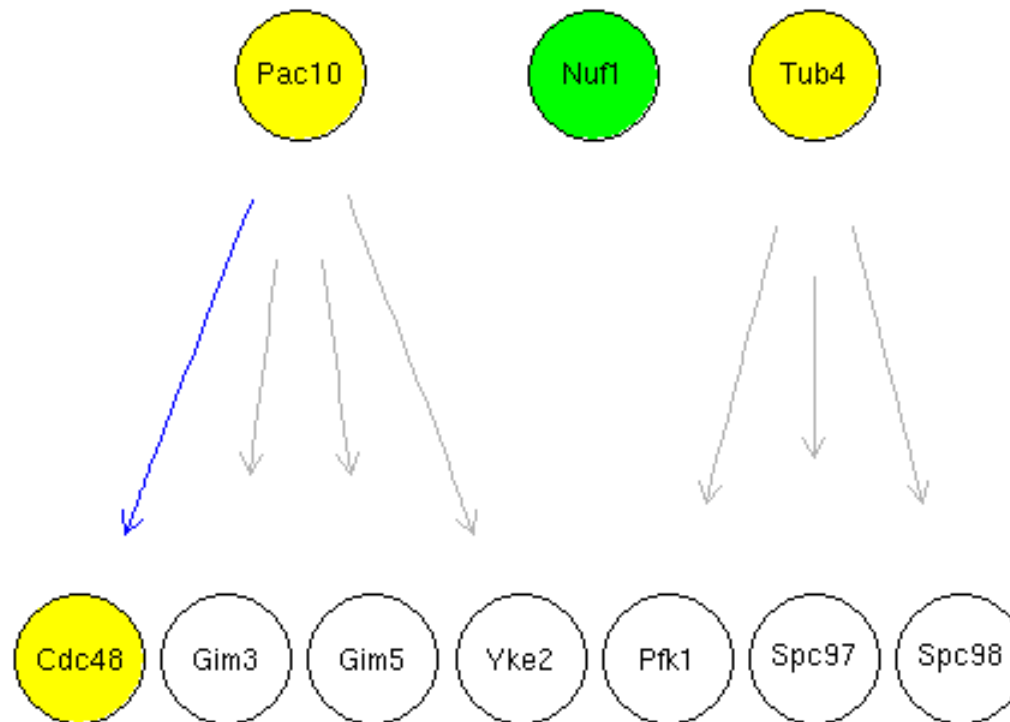 Pac10
Nuf1
Tub4
Cdc48
Gim3
Gim5
Yke2
Pfk1
Spc97
Spc98